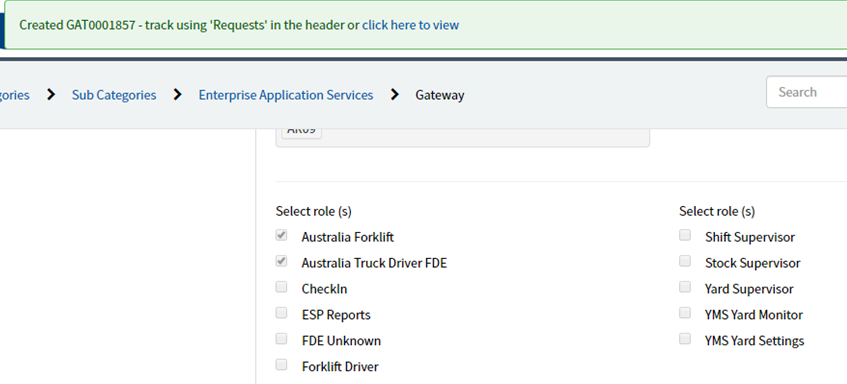 Created GAT0001857 - track using 'Requests' in the header or click here to view
gories > Sub Categories > Enterprise Application Services > Gateway
Search
AR09
Select role (s)
Australia Forklift
Australia Truck Driver FDE
CheckIn
ESP Reports
FDE Unknown
Forklift Driver
Select role (s)
Shift Supervisor
Stock Supervisor
Yard Supervisor
YMS Yard Monitor
YMS Yard Settings